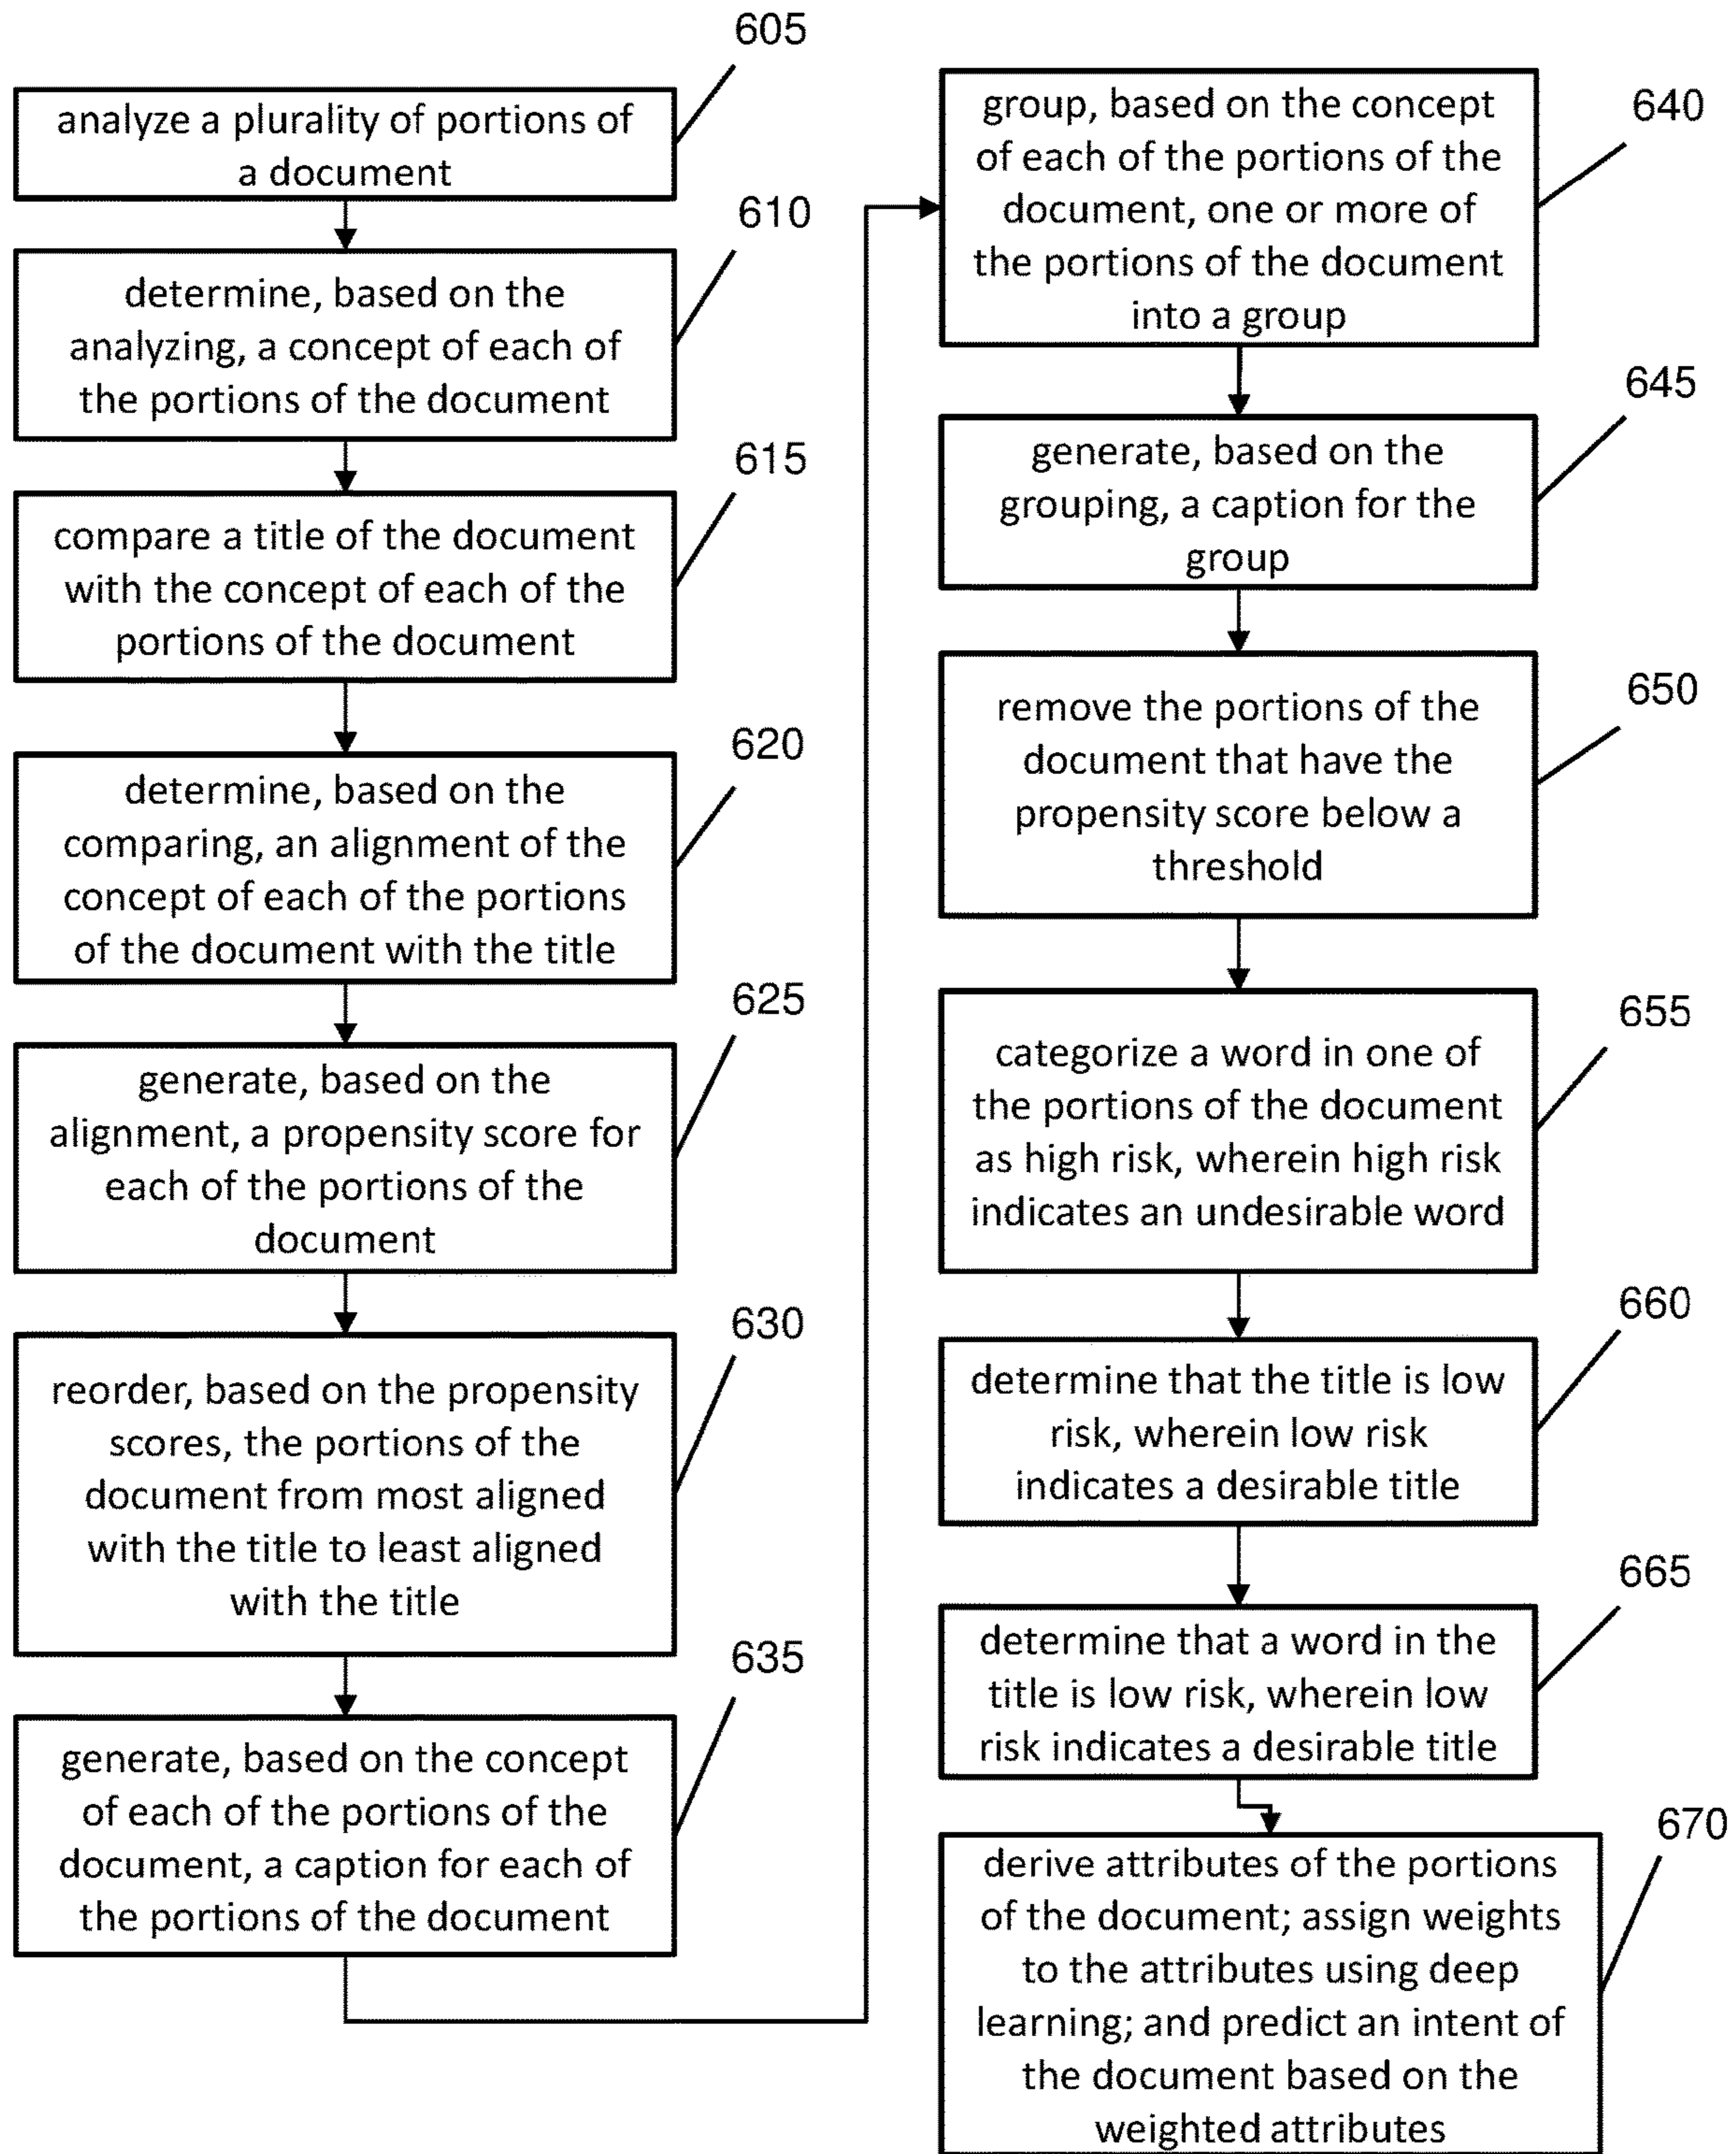 605
analyze a plurality of portions of
a document
610
determine, based on the
analyzing, a concept of each of
the portions of the document
615
compare a title of the document
with the concept of each of the
portions of the document
620
determine, based on the
comparing, an alignment of the
concept of each of the portions
of the document with the title
625
generate, based on the
alignment, a propensity score for
each of the portions of the
document
630
reorder, based on the propensity
scores, the portions of the
document from most aligned
with the title to least aligned
with the title
635
generate, based on the concept
of each of the portions of the
document, a caption for each of
the portions of the document
640
group, based on the concept
of each of the portions of the
document, one or more of
the portions of the document
into a group
645
generate, based on the
grouping, a caption for the
group
650
remove the portions of the
document that have the
propensity score below a
threshold
655
categorize a word in one of
the portions of the document
as high risk, wherein high risk
indicates an undesirable word
660
determine that the title is low
risk, wherein low risk
indicates a desirable title
665
determine that a word in the
title is low risk, wherein low
risk indicates a desirable title
670
derive attributes of the portions
of the document; assign weights
to the attributes using deep
learning; and predict an intent of
the document based on the
weighted attributes